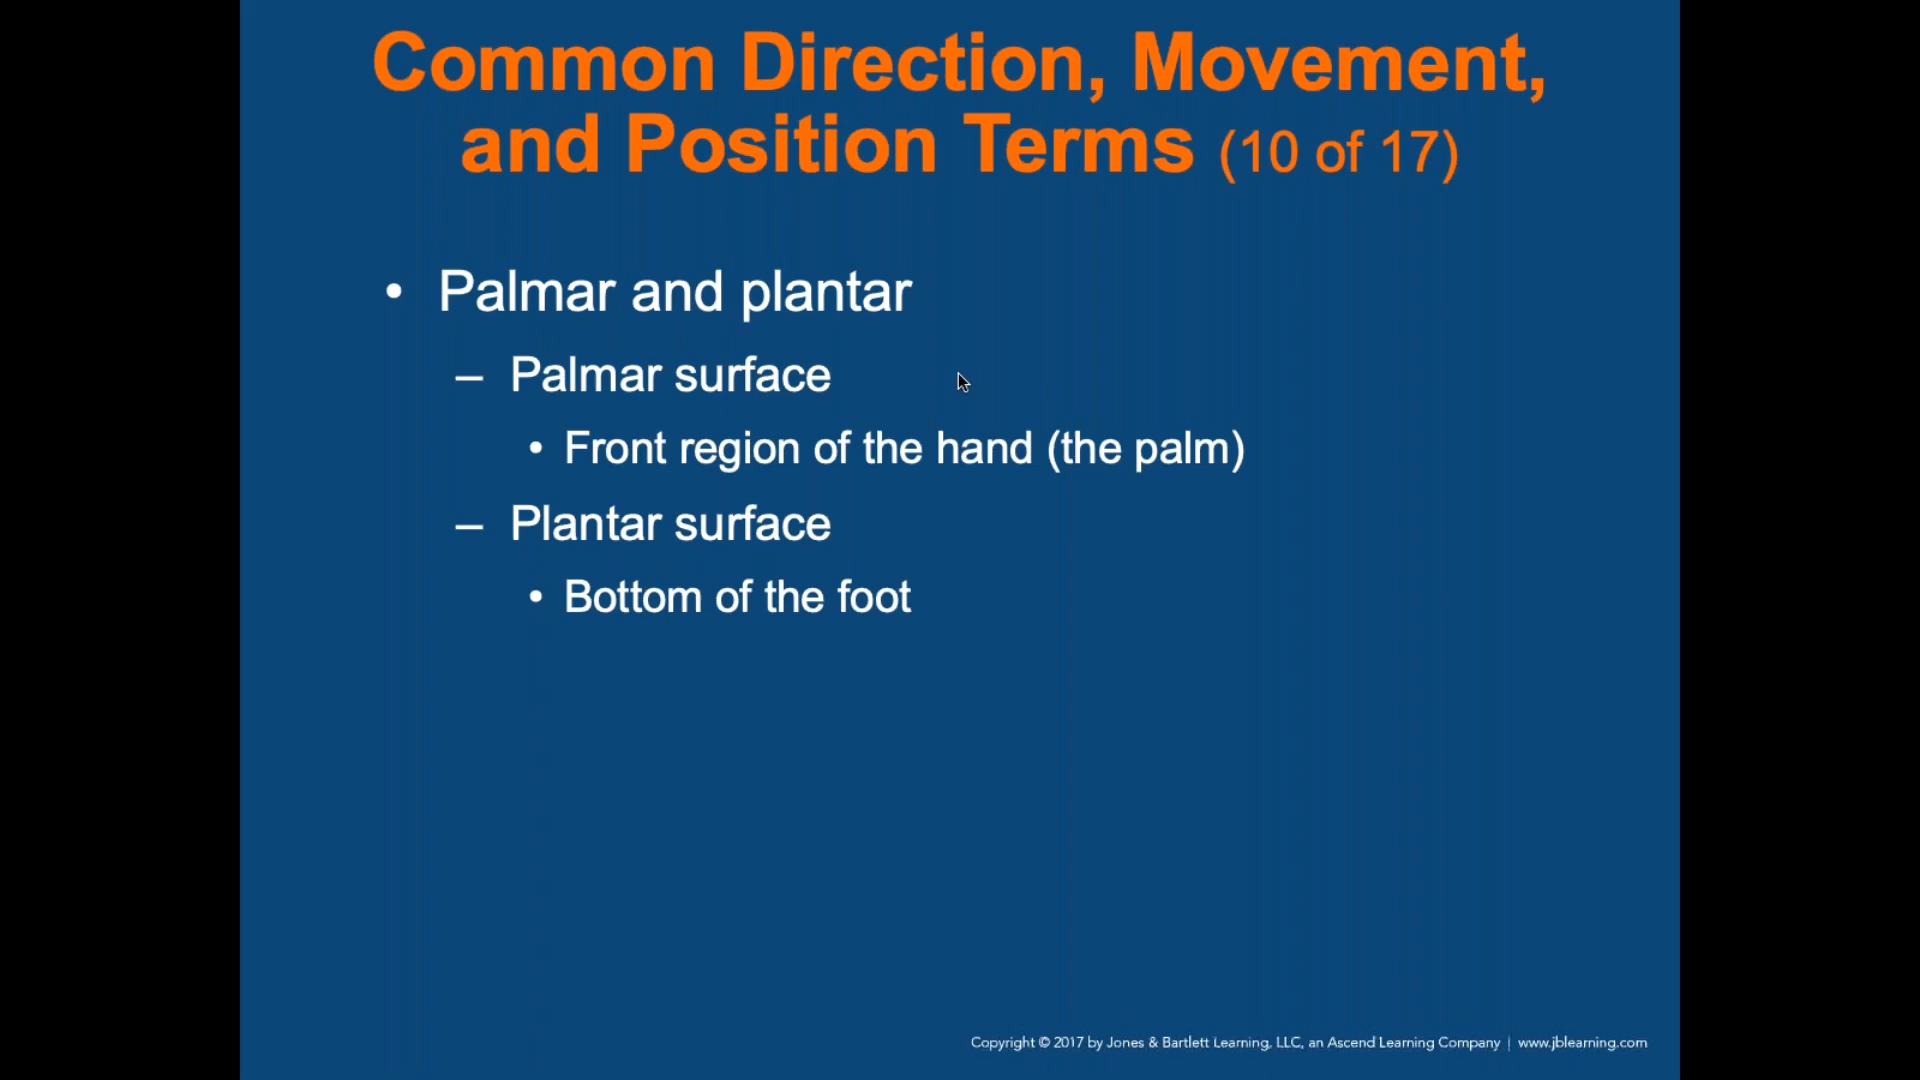 Common Direction, Movement,
and Position Terms (10 of 17)
• Palmar and plantar
– Palmar surface
• Front region of the hand (the palm)
– Plantar surface
• Bottom of the foot
Copyright © 2017 by Jones & Bartlett Learning, LLC, an Ascend Learning Company | www.jblearning.com